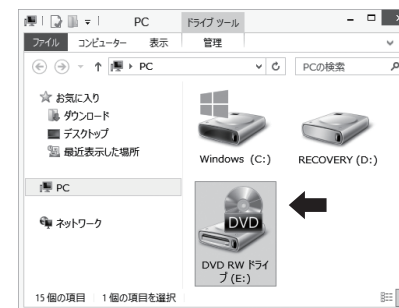 PC
ドライブ ツール
ファイル コンピューター 表示 管理
PC
PCの検索
お気に入り
ダウンロード
デスクトップ
最近表示した場所
PC
ネットワーク
Windows (C:)
RECOVERY (D:)
DVD
DVD RW ドライ
ブ (E:)
15 個の項目 1 個の項目を選択